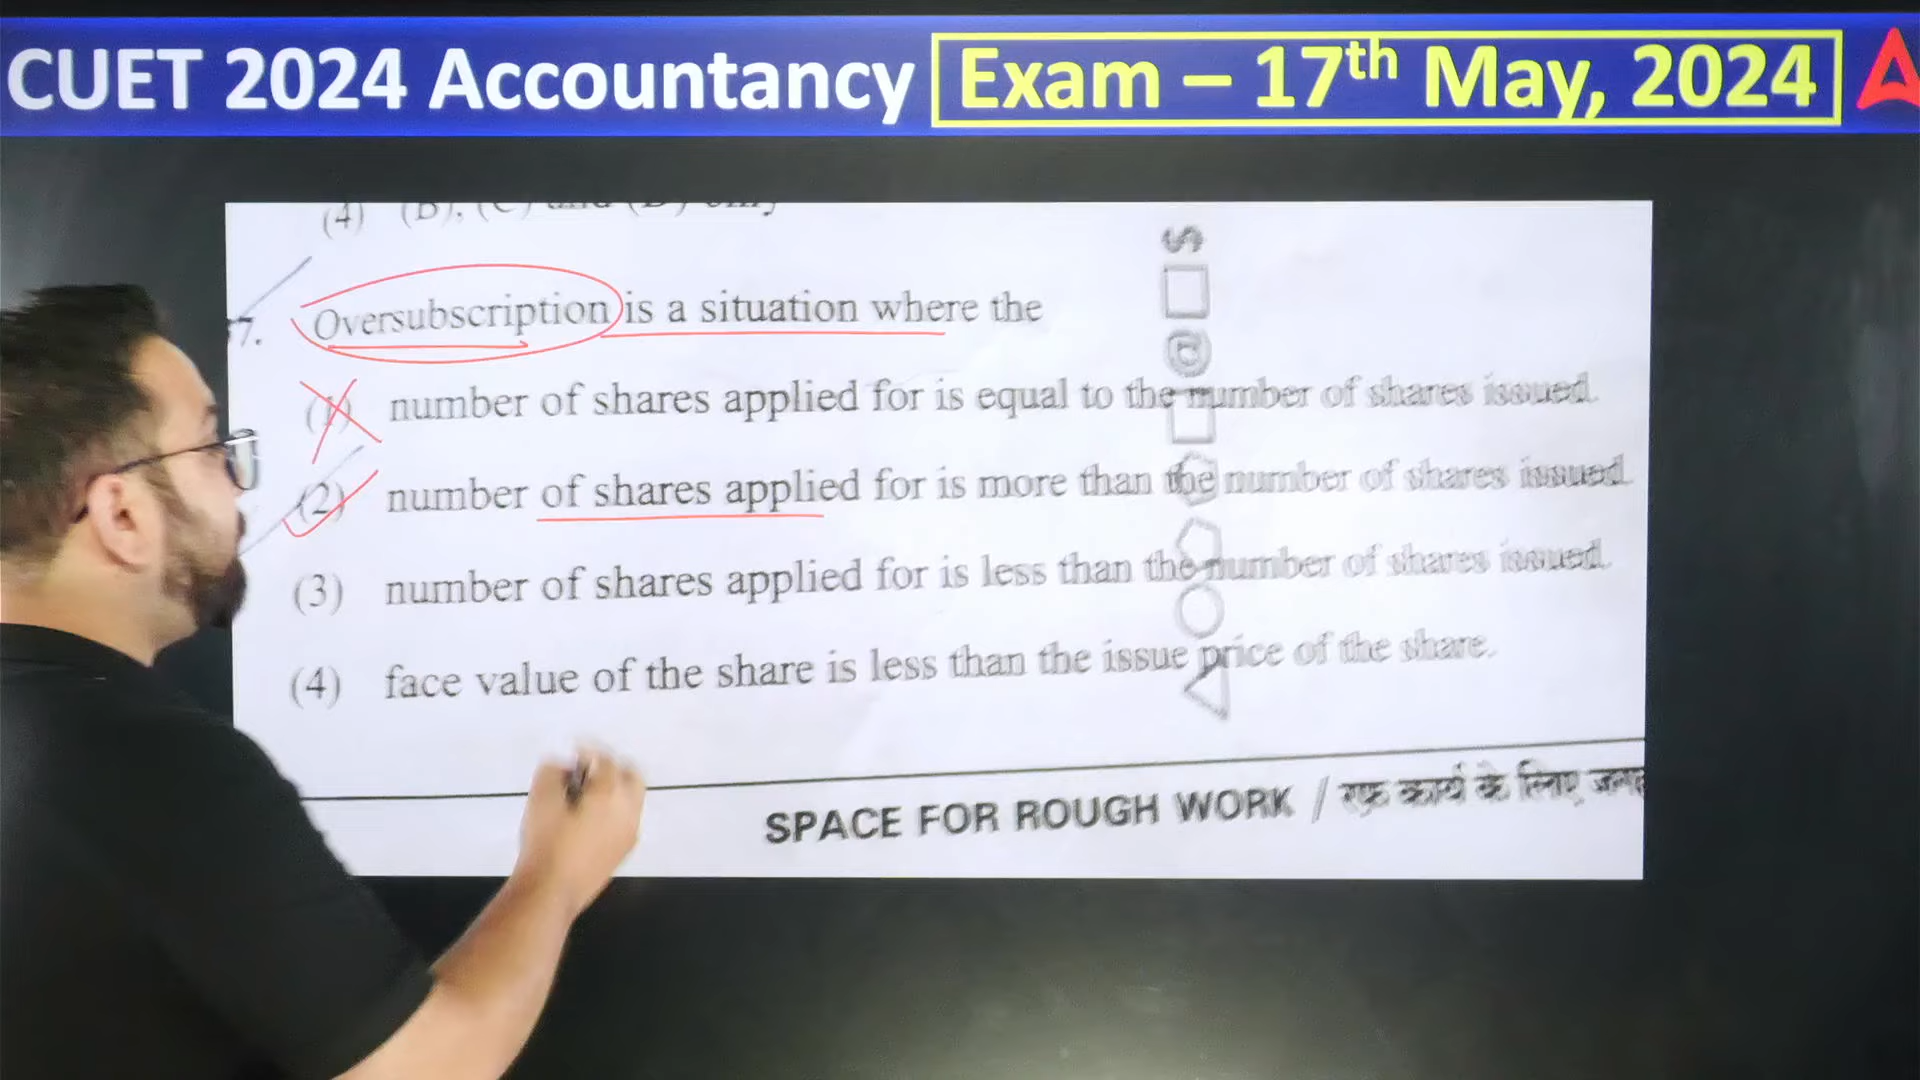 CUET 2024 Accountancy Exam – 17th May, 2024
(4) (B), (C) and (D) only
7. Oversubscription is a situation where the
(1) number of shares applied for is equal to the number of shares issued.
(2) number of shares applied for is more than the number of shares issued.
(3) number of shares applied for is less than the number of shares issued.
(4) face value of the share is less than the issue price of the share.
SPACE FOR ROUGH WORK / रफ कार्य के लिए